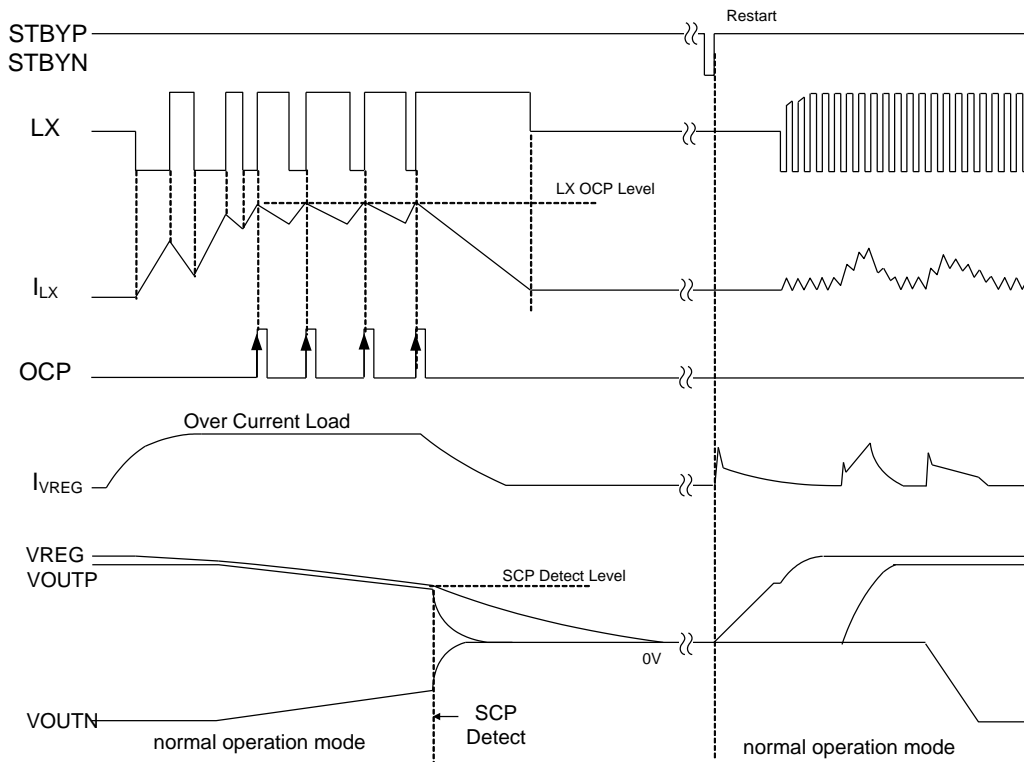 Restart
STBYP
STBYN
LX
LX OCP Level
ILX
OCP
Over Current Load
IVREG
VREG
VOUTP
SCP Detect Level
0V
VOUTN
SCP
Detect
normal operation mode
normal operation mode